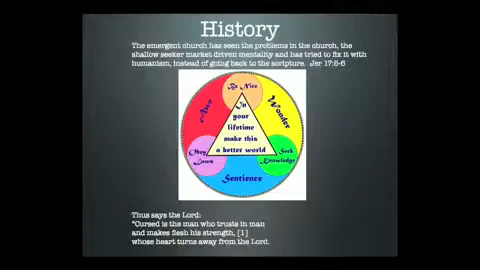 History
The emergent church has seen the problems in the church, the
shallow seeker market driven mentality and has tried to fix it with
humanism, instead of going back to the scripture. Jer 17:5-6
Be Nice
Awe
Wonder
In
your
lifetime
make this
a better world
Obey
Laws
Seek
Knowledge
Sentience
Thus says the Lord:
"Cursed is the man who trusts in man
and makes flesh his strength, [1]
whose heart turns away from the Lord.